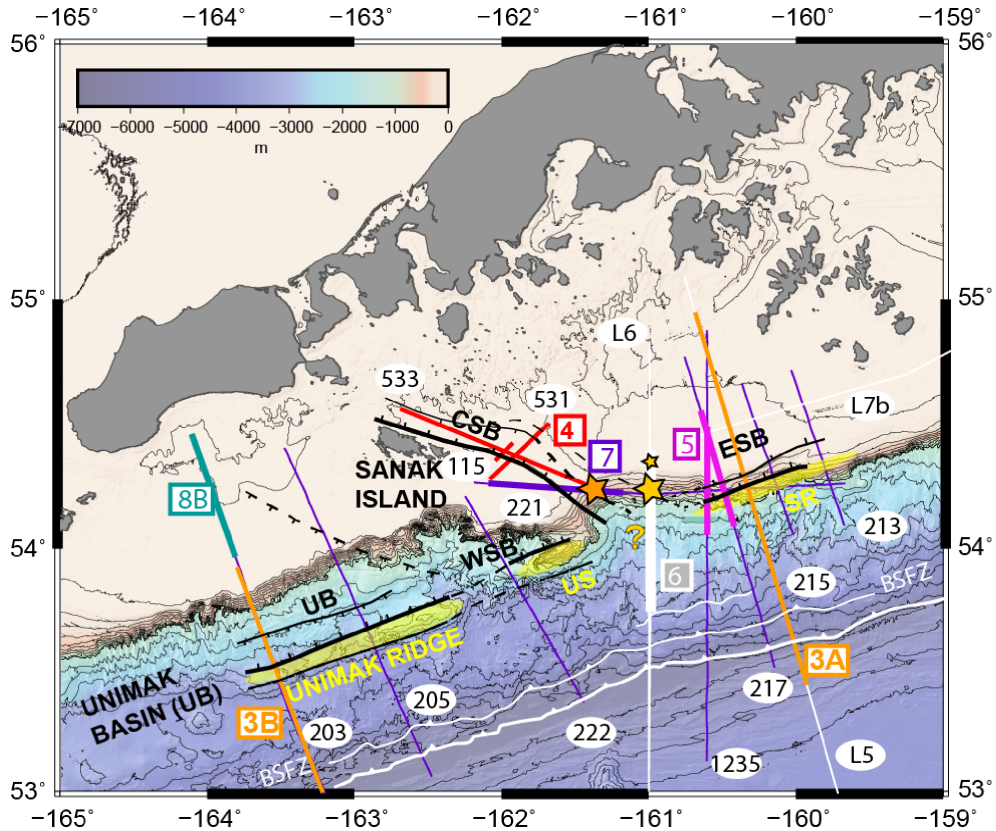 −164˚ −163˚ −162˚ −161˚ −160˚ −159˚
56˚ 56˚
−7000 −6000 −5000 −4000 −3000 −2000 −1000 0
m
55˚ 55˚
L6
533
531
L7b
CSB
4
ESB
5
7
SANAK
ISLAND
115
8B
221
SR
213
54˚ 54˚
?
WSB
US
6
215
BSFZ
UB
UNIMAK RIDGE
3A
UNIMAK
BASIN (UB)
217
205
3B
203
222
1235
L5
BSFZ
53˚ 53˚
−165˚ −164˚ −163˚ −162˚ −161˚ −160˚ −159˚